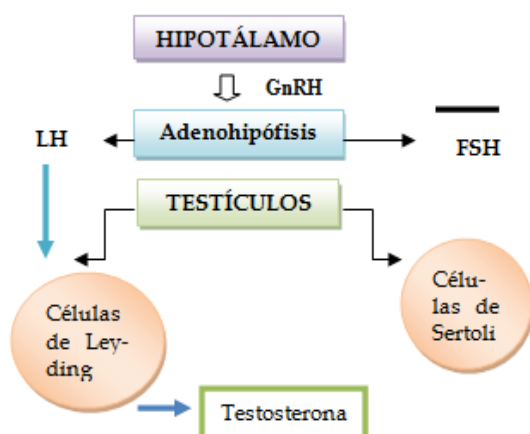 HIPOTÁLAMO
GnRH
LH
Adenohipófisis
FSH
TESTÍCULOS
Células
de Ley-
ding
Célu-
las de
Sertoli
Testosterona